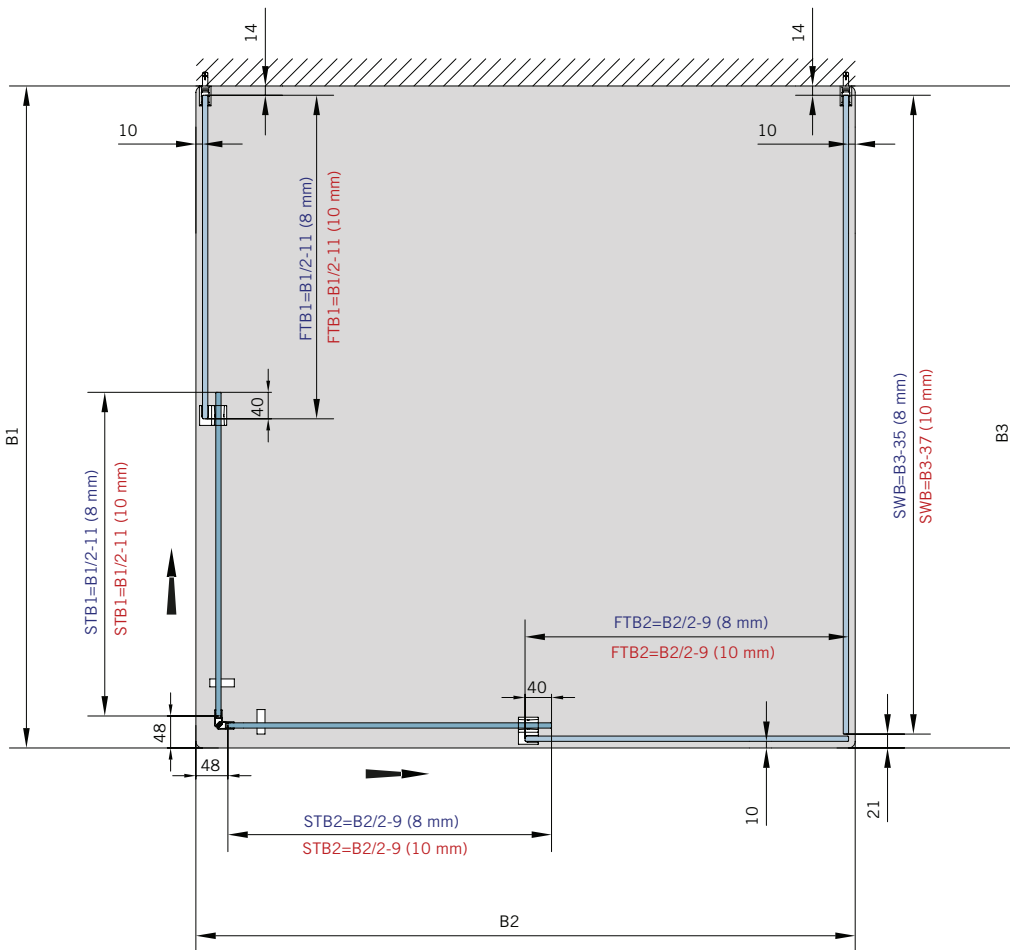 14
14
10
10
FTB1=B1/2-11 (8 mm)
FTB1=B1/2-11 (10 mm)
40
B1
STB1=B1/2-11 (8 mm)
STB1=B1/2-11 (10 mm)
SWB=B3-35 (8 mm)
SWB=B3-37 (10 mm)
B3
FTB2=B2/2-9 (8 mm)
FTB2=B2/2-9 (10 mm)
40
48
48
10
21
STB2=B2/2-9 (8 mm)
STB2=B2/2-9 (10 mm)
B2